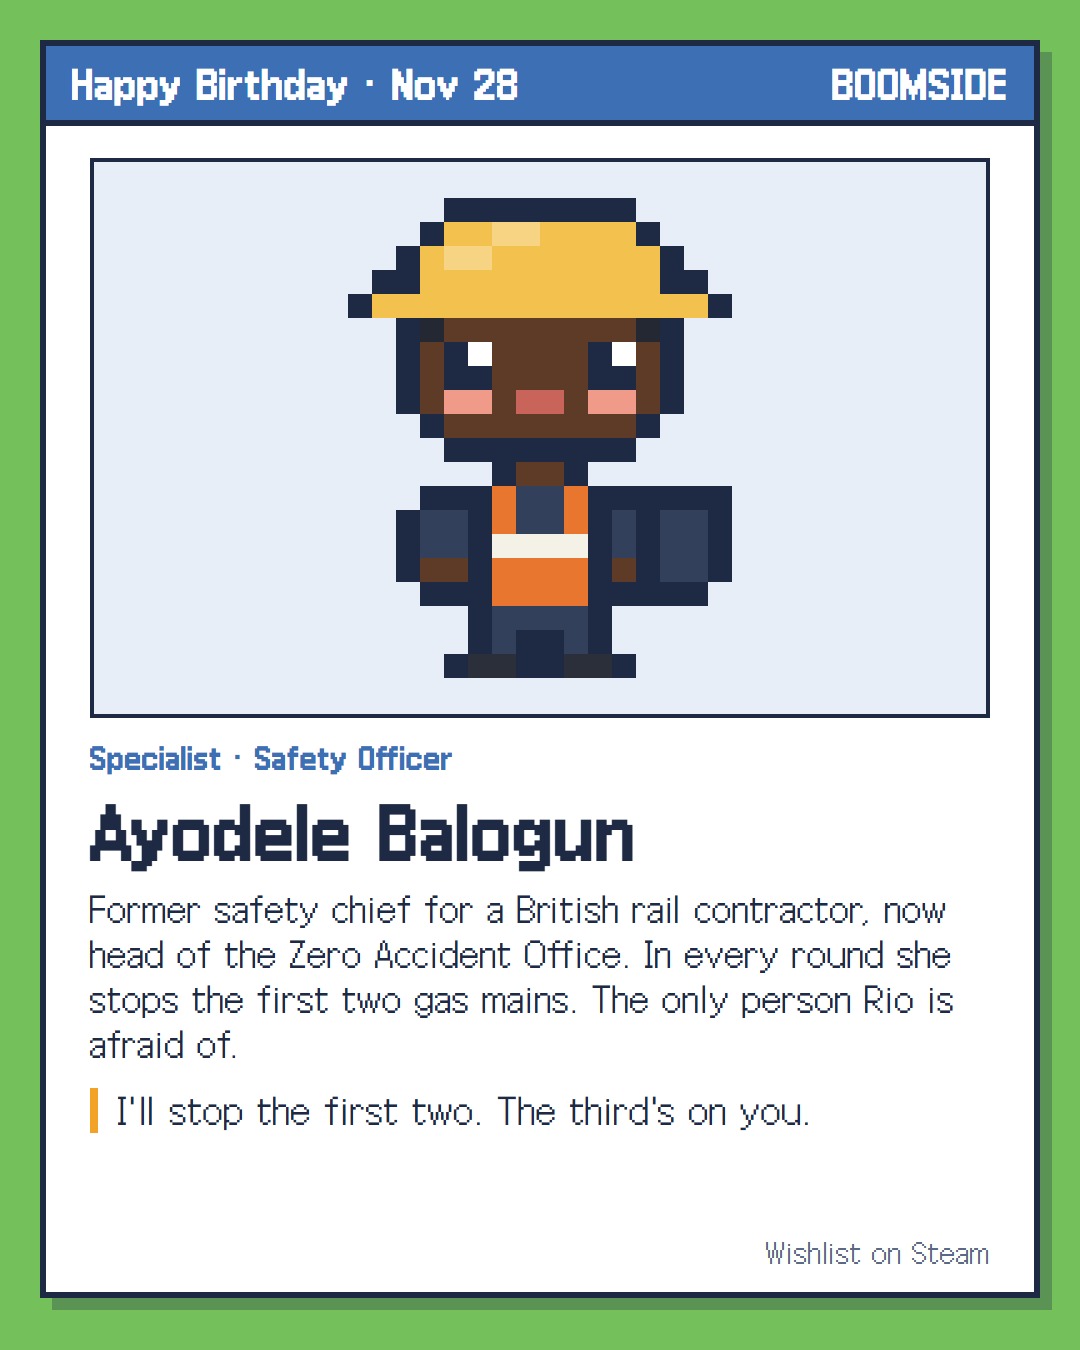 Happy Birthday · Nov 28
BOOMSIDE
Specialist · Safety Officer
Ayodele Balogun
Former safety chief for a British rail contractor, now
head of the Zero Accident Office. In every round she
stops the first two gas mains. The only person Rio is
afraid of.
I'll stop the first two. The third's on you.
Wishlist on Steam